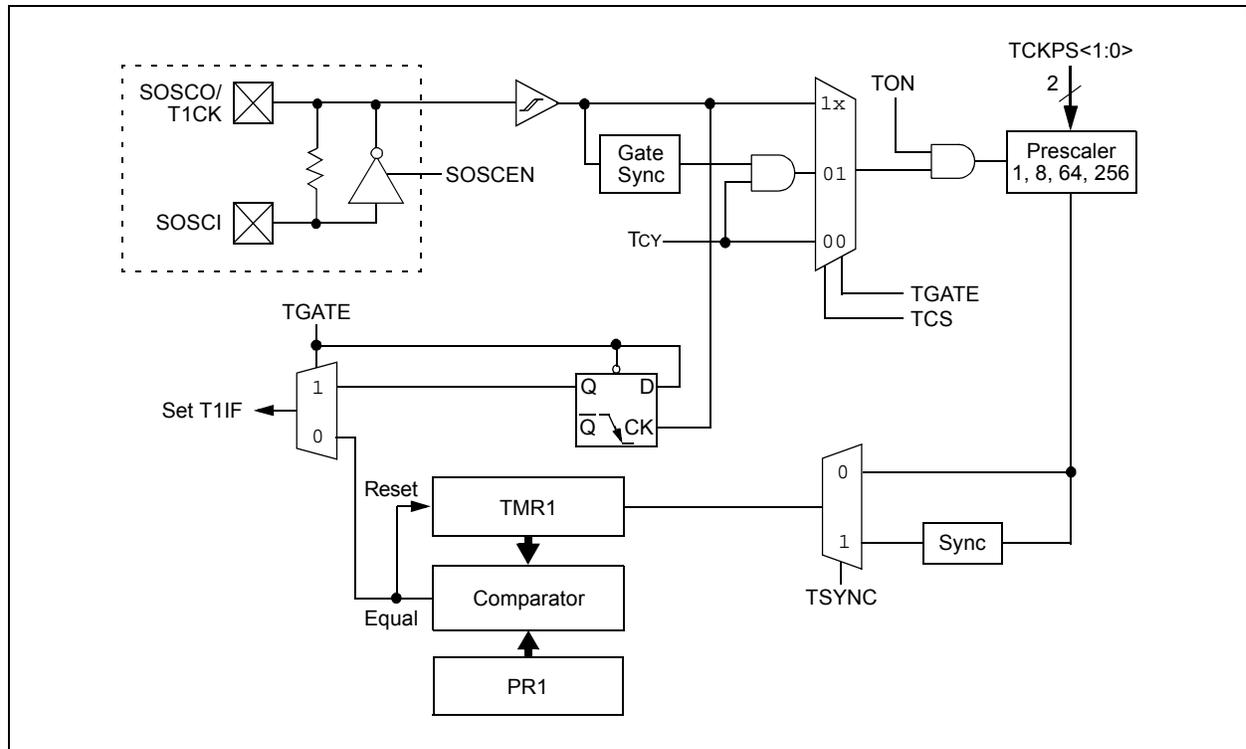 TCKPS<1:0>
2
SOSCO/
T1CK
TON
1x
Gate
Sync
Prescaler
1, 8, 64, 256
SOSCEN
01
SOSCI
TCY
00
TGATE
TCS
TGATE
1
Q
D
Set T1IF
0
Q̅
CK
Reset
TMR1
0
1
Sync
Comparator
TSYNC
Equal
PR1